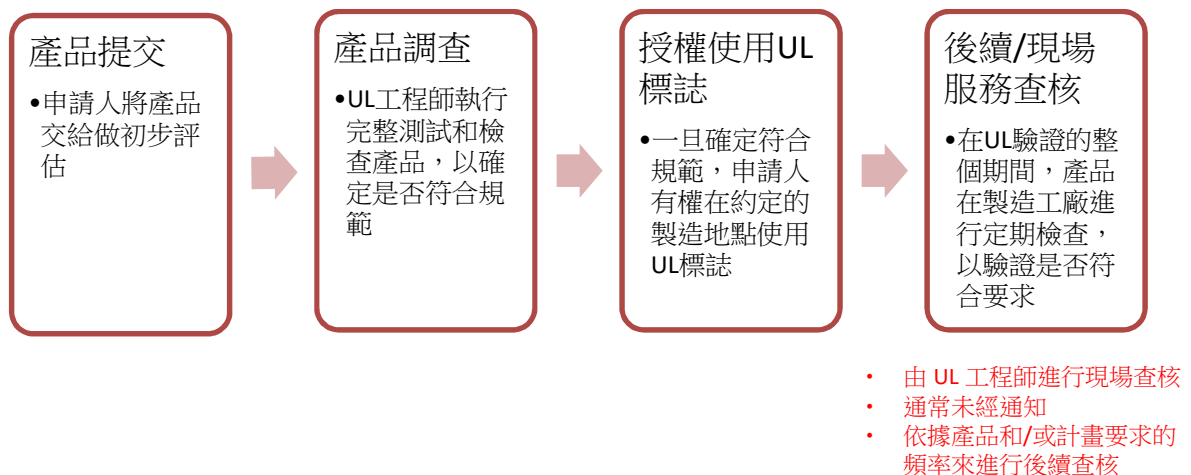 產品提交
•申請人將產品
交給做初步評
估
產品調查
•UL工程師執行
完整測試和檢
查產品，以確
定是否符合規
範
授權使用UL
標誌
•一旦確定符合
規範，申請人
有權在約定的
製造地點使用
UL標誌
後續/現場
服務查核
•在UL驗證的整
個期間，產品
在製造工廠進
行定期檢查，
以驗證是否符
合要求
• 由 UL 工程師進行現場查核
• 通常未經通知
• 依據產品和/或計畫要求的
頻率來進行後續查核